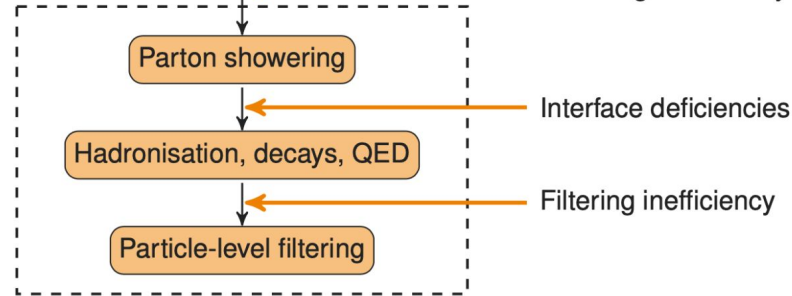 Parton showering
Interface deficiencies
Hadronisation, decays, QED
Filtering inefficiency
Particle-level filtering